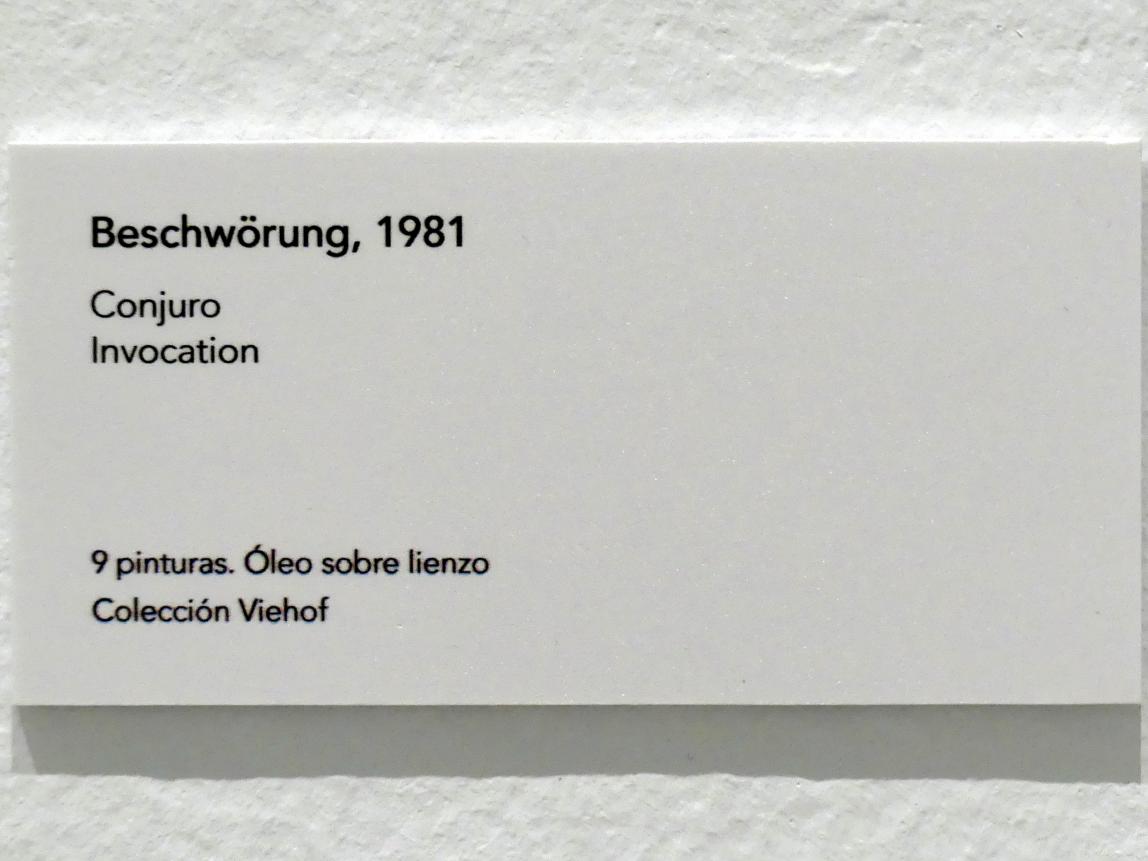 Beschwörung, 1981
Conjuro
Invocation
9 pinturas. Óleo sobre lienzo
Colección Viehof